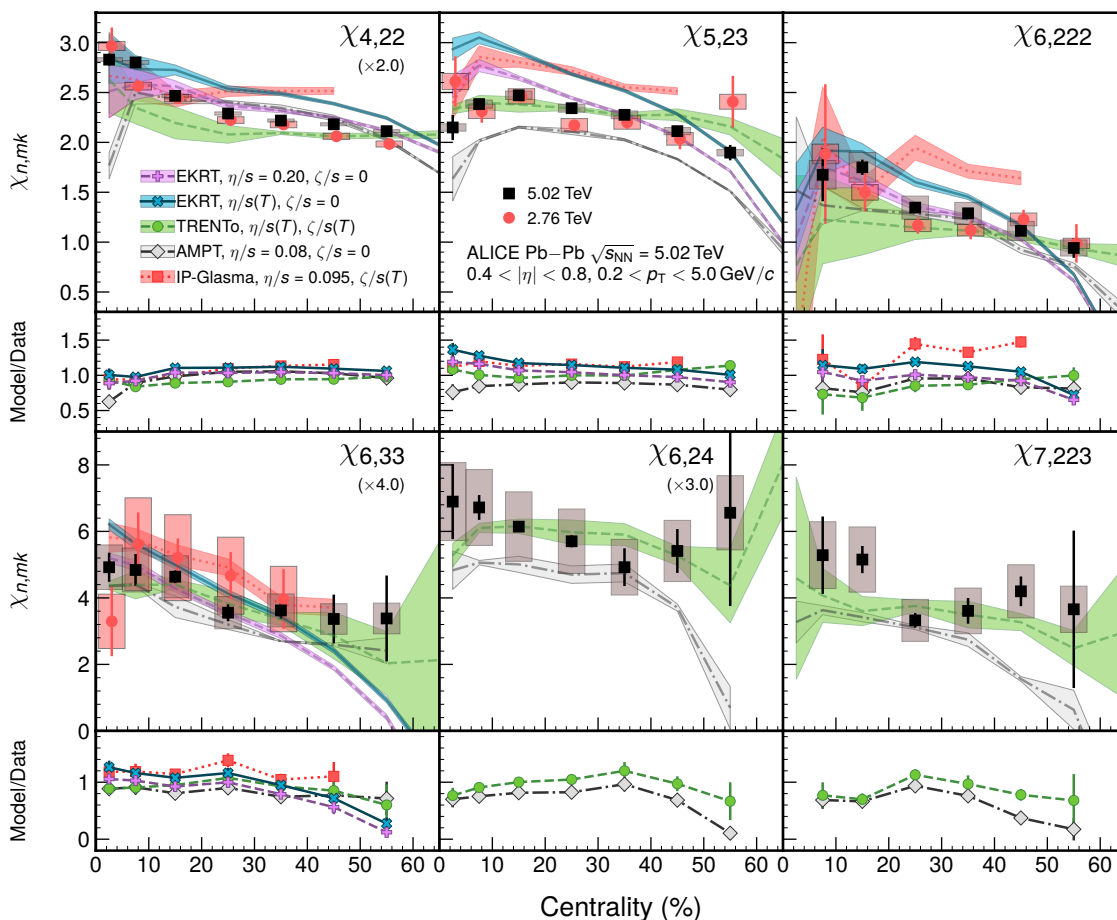 χ4,22
(×2.0)
χ5,23
χ6,222
3.0
2.5
2.0
1.5
1.0
0.5
χn,mk
EKRT, η/s = 0.20, ζ/s = 0
EKRT, η/s(T), ζ/s = 0
TRENTo, η/s(T), ζ/s(T)
AMPT, η/s = 0.08, ζ/s = 0
IP-Glasma, η/s = 0.095, ζ/s(T)
5.02 TeV
2.76 TeV
ALICE Pb−Pb √sNN = 5.02 TeV
0.4 < |η| < 0.8, 0.2 < pT < 5.0 GeV/c
1.5
1.0
0.5
Model/Data
χ6,33
(×4.0)
χ6,24
(×3.0)
χ7,223
8
6
4
2
0
χn,mk
1
0
Model/Data
0 10 20 30 40 50 60
0 10 20 30 40 50 60
0 10 20 30 40 50 60
Centrality (%)